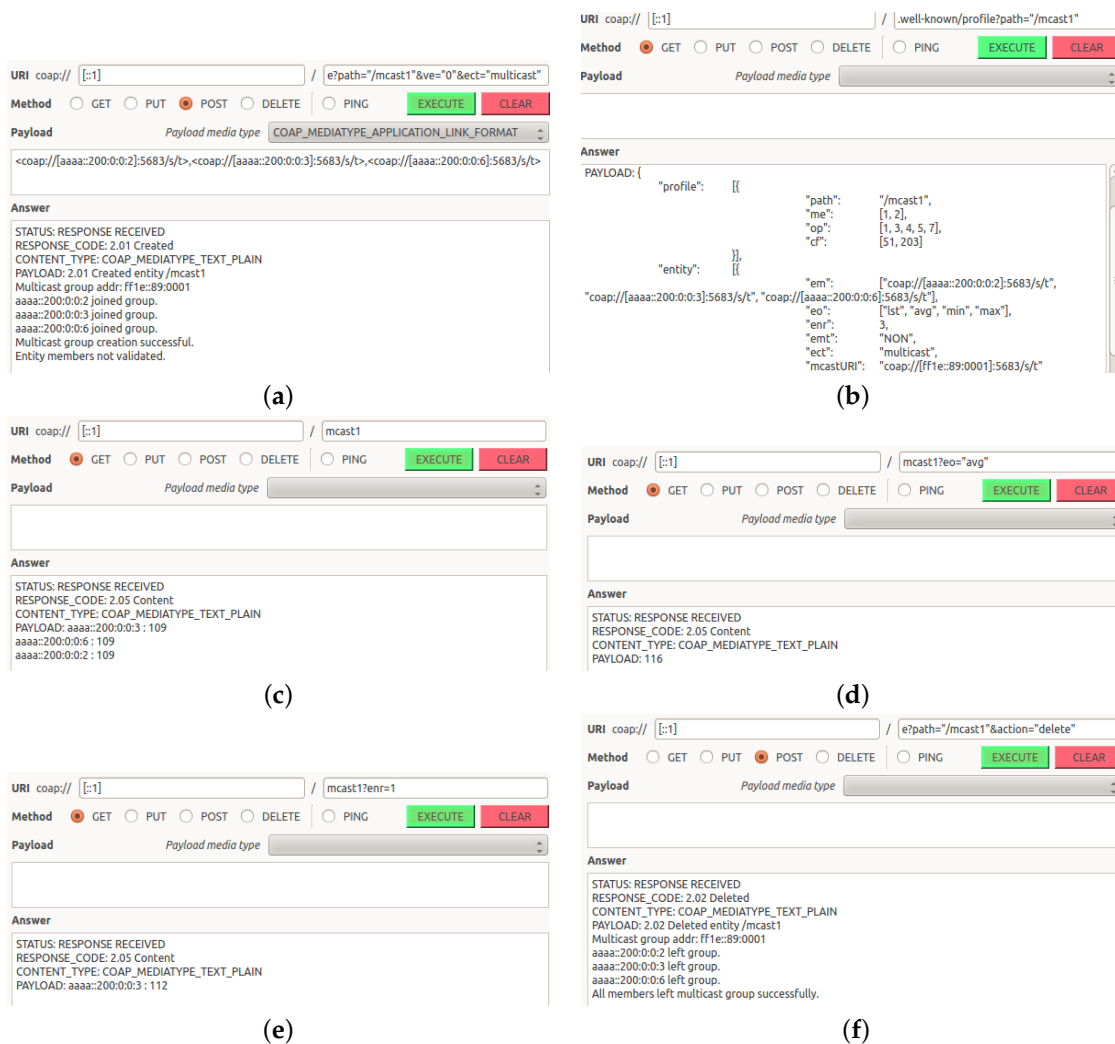 URI coap:// [::1] / e?path="/mcast1"&ve="0"&ect="multicast"
Method GET PUT POST DELETE PING EXECUTE CLEAR
Payload Payload media type COAP_MEDIATYPE_APPLICATION_LINK_FORMAT
<coap://[aaaa::200:0:0:2]:5683/s/t>,<coap://[aaaa::200:0:0:3]:5683/s/t>,<coap://[aaaa::200:0:0:6]:5683/s/t>
Answer
STATUS: RESPONSE RECEIVED
RESPONSE_CODE: 2.01 Created
CONTENT_TYPE: COAP_MEDIATYPE_TEXT_PLAIN
PAYLOAD: 2.01 Created entity /mcast1
Multicast group addr: ff1e::89:0001
aaaa::200:0:0:2 joined group.
aaaa::200:0:0:3 joined group.
aaaa::200:0:0:6 joined group.
Multicast group creation successful.
Entity members not validated.
(a)
URI coap:// [::1] / .well-known/profile?path="/mcast1"
Method GET PUT POST DELETE PING EXECUTE CLEAR
Payload Payload media type
Answer
PAYLOAD: {
"profile": [{
"path": "/mcast1",
"me": [1, 2],
"op": [1, 3, 4, 5, 7],
"cf": [51, 203]
}],
"entity": [{
"em": ["coap://[aaaa::200:0:0:2]:5683/s/t",
"coap://[aaaa::200:0:0:3]:5683/s/t", "coap://[aaaa::200:0:0:6]:5683/s/t"],
"eo": ["lst", "avg", "min", "max"],
"enr": 3,
"emt": "NON",
"ect": "multicast",
"mcastURI": "coap://[ff1e::89:0001]:5683/s/t"
(b)
URI coap:// [::1] / mcast1
Method GET PUT POST DELETE PING EXECUTE CLEAR
Payload Payload media type
Answer
STATUS: RESPONSE RECEIVED
RESPONSE_CODE: 2.05 Content
CONTENT_TYPE: COAP_MEDIATYPE_TEXT_PLAIN
PAYLOAD: aaaa::200:0:0:3 : 109
aaaa::200:0:0:6 : 109
aaaa::200:0:0:2 : 109
(c)
URI coap:// [::1] / mcast1?eo="avg"
Method GET PUT POST DELETE PING EXECUTE CLEAR
Payload Payload media type
Answer
STATUS: RESPONSE RECEIVED
RESPONSE_CODE: 2.05 Content
CONTENT_TYPE: COAP_MEDIATYPE_TEXT_PLAIN
PAYLOAD: 116
(d)
URI coap:// [::1] / mcast1?enr=1
Method GET PUT POST DELETE PING EXECUTE CLEAR
Payload Payload media type
Answer
STATUS: RESPONSE RECEIVED
RESPONSE_CODE: 2.05 Content
CONTENT_TYPE: COAP_MEDIATYPE_TEXT_PLAIN
PAYLOAD: aaaa::200:0:0:3 : 112
(e)
URI coap:// [::1] / e?path="/mcast1"&action="delete"
Method GET PUT POST DELETE PING EXECUTE CLEAR
Payload Payload media type
Answer
STATUS: RESPONSE RECEIVED
RESPONSE_CODE: 2.02 Deleted
CONTENT_TYPE: COAP_MEDIATYPE_TEXT_PLAIN
PAYLOAD: 2.02 Deleted entity /mcast1
Multicast group addr: ff1e::89:0001
aaaa::200:0:0:2 left group.
aaaa::200:0:0:3 left group.
aaaa::200:0:0:6 left group.
All members left multicast group successfully.
(f)